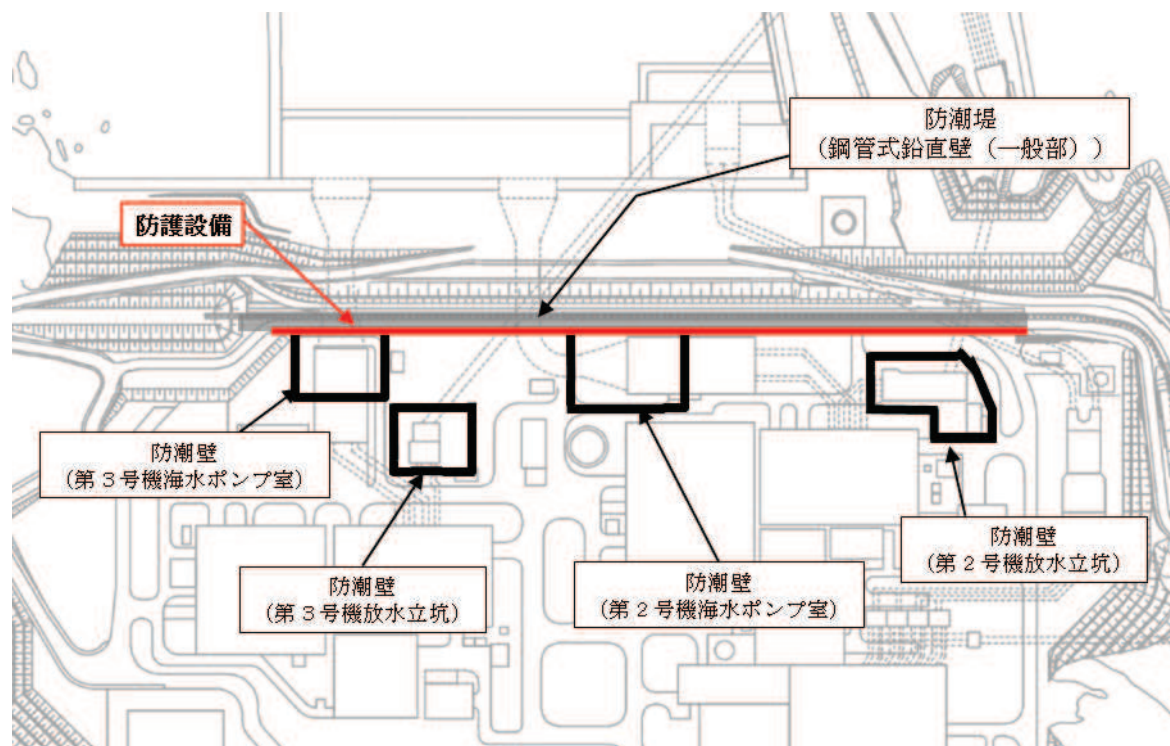 防潮堤
(鋼管式鉛直壁(一般部))
防護設備
防潮壁
(第3号機海水ポンプ室)
防潮壁
(第3号機放水立坑)
防潮壁
(第2号機海水ポンプ室)
防潮壁
(第2号機放水立坑)